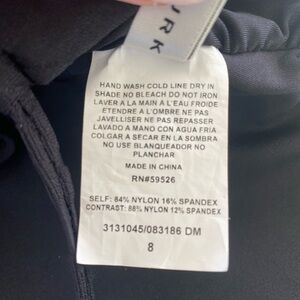 URK
HAND WASH COLD LINE DRY IN
SHADE NO BLEACH DO NOT IRON
LAVER A LA MAIN À L'EAU FROIDE
ÉTENDRE A L'OMBRE NE PAS
JAVELLISER NE PAS REPASSER
LAVADO A MANO CON AGUA FRIA
COLGAR A SECAR EN LA SOMBRA
NO USE BLANQUEADOR NO
PLANCHAR
MADE IN CHINA
RN#59526
SELF: 84% NYLON 16% SPANDEX
CONTRAST: 88% NYLON 12% SPANDEX
3131045/083186 DM
8